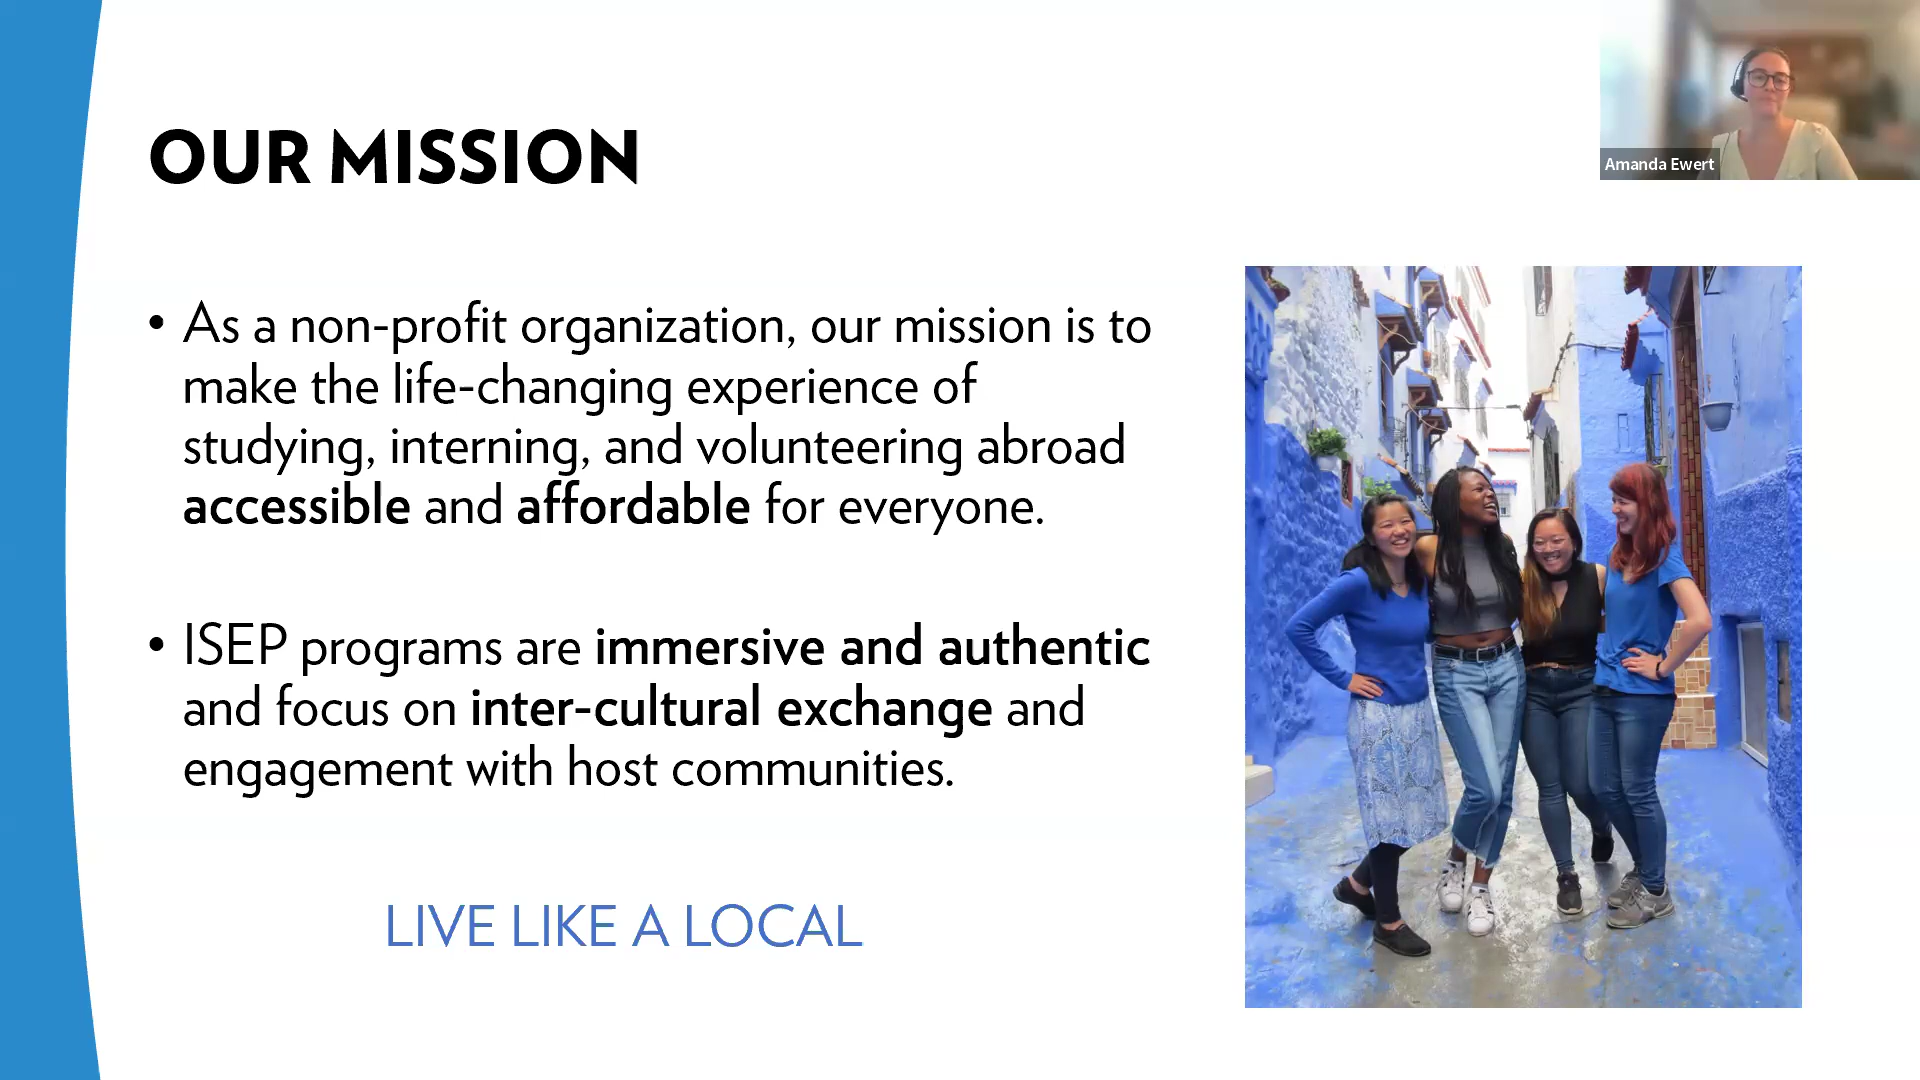 Amanda Ewert
OUR MISSION
• As a non-profit organization, our mission is to
make the life-changing experience of
studying, interning, and volunteering abroad
accessible and affordable for everyone.
• ISEP programs are immersive and authentic
and focus on inter-cultural exchange and
engagement with host communities.
LIVE LIKE A LOCAL